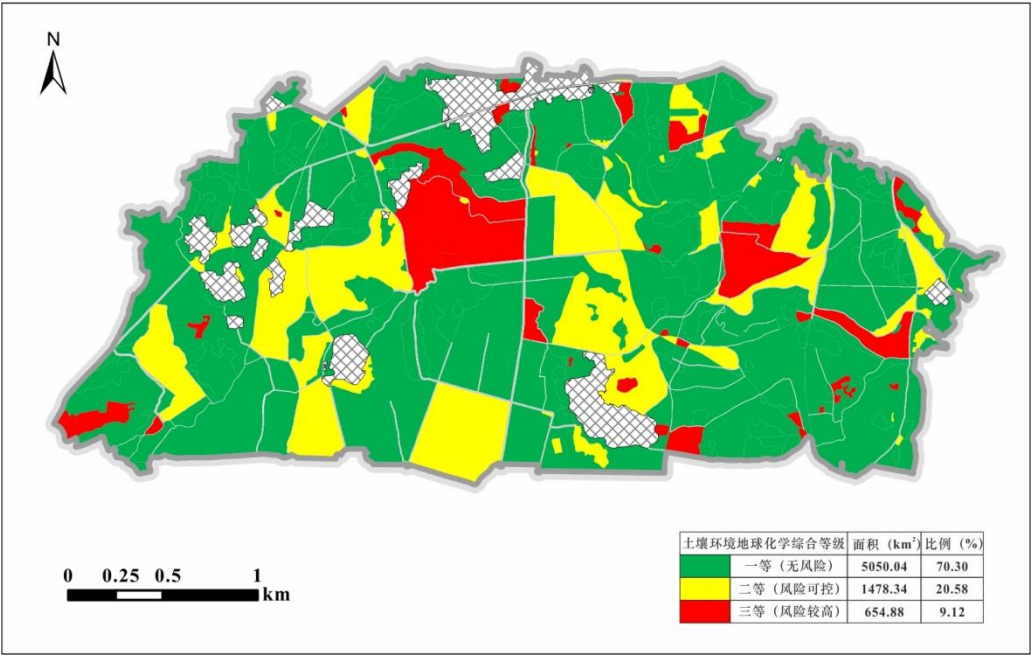 N
土壤环境地球化学综合等级 面积（km²） 比例（%）
一等（无风险） 5050.04 70.30
二等（风险可控） 1478.34 20.58
三等（风险较高） 654.88 9.12
0 0.25 0.5 1
km